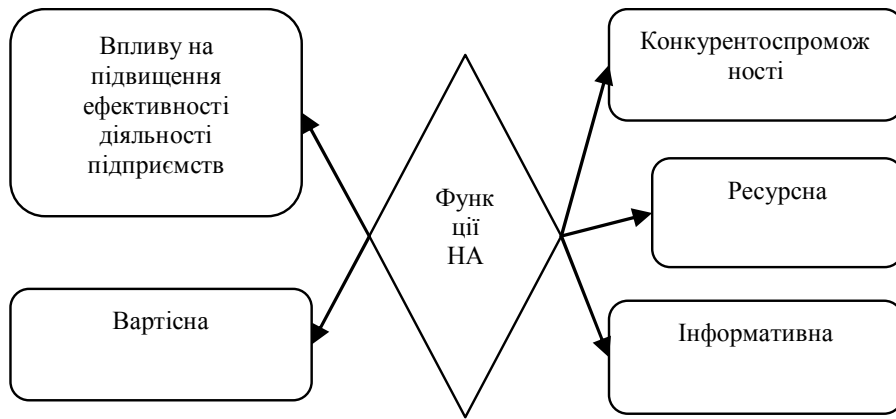 Впливу на
підвищення
ефективності
діяльності
підприємств
Вартісна
Функ
ції
НА
Конкурентоспромож
ності
Ресурсна
Інформативна